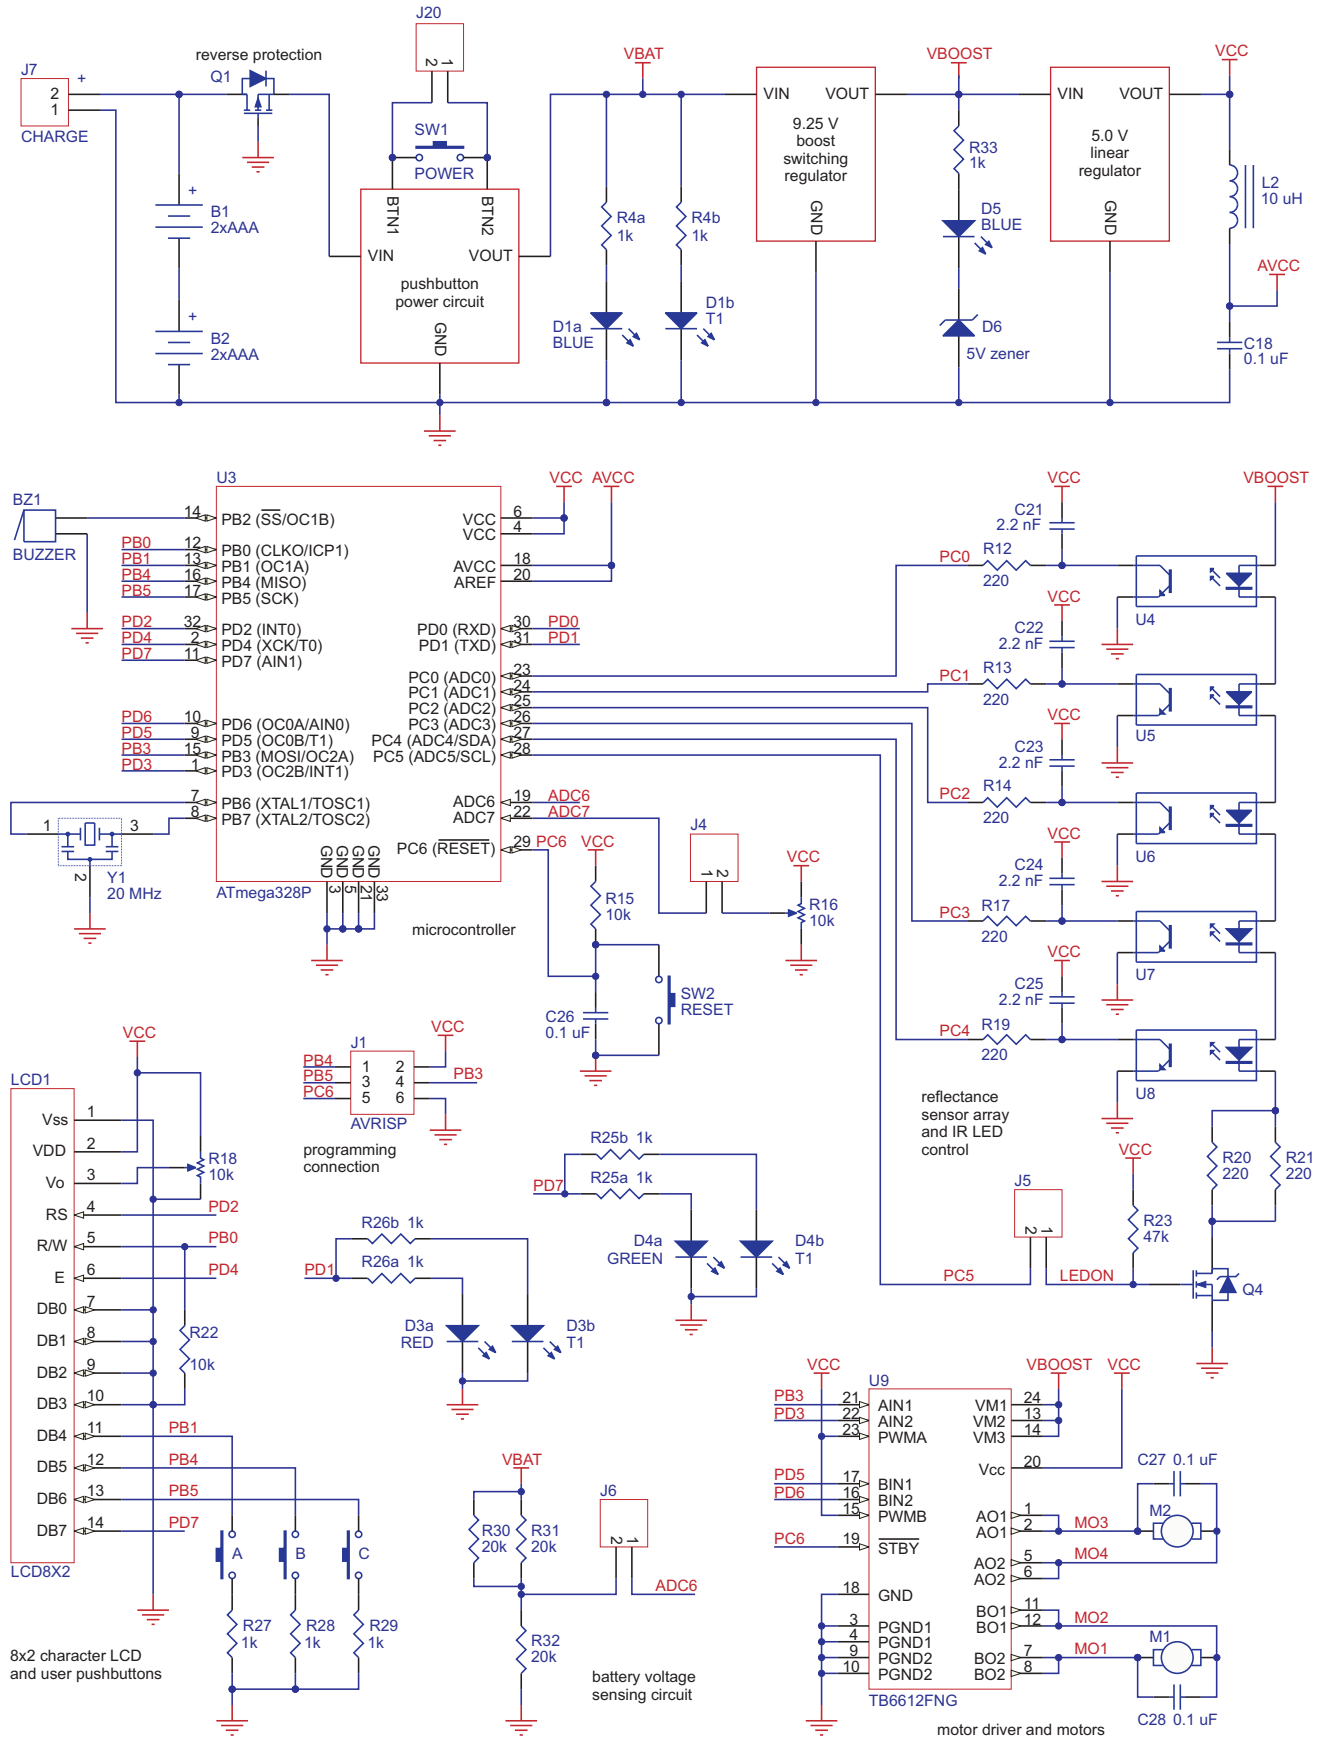 J20
2 1
reverse protection
Q1
J7
+
2
1
CHARGE
SW1
POWER
BTN1
BTN2
VIN
VOUT
pushbutton
power circuit
GND
+
B1
2xAAA
+
B2
2xAAA
VBAT
R4a
1k
R4b
1k
D1a
BLUE
D1b
T1
VIN
VOUT
9.25 V
boost
switching
regulator
GND
VBOOST
R33
1k
D5
BLUE
D6
5V zener
VIN
VOUT
5.0 V
linear
regulator
GND
VCC
L2
10 uH
AVCC
C18
0.1 uF
U3
BZ1
BUZZER
14 PB2 (SS/OC1B)
PB0 12 PB0 (CLKO/ICP1)
PB1 13 PB1 (OC1A)
PB4 16 PB4 (MISO)
PB5 17 PB5 (SCK)
PD2 32 PD2 (INT0)
PD4 2 PD4 (XCK/T0)
PD7 11 PD7 (AIN1)
PD6 10 PD6 (OC0A/AIN0)
PD5 9 PD5 (OC0B/T1)
PB3 15 PB3 (MOSI/OC2A)
PD3 1 PD3 (OC2B/INT1)
7 PB6 (XTAL1/TOSC1)
8 PB7 (XTAL2/TOSC2)
1
3
2
Y1
20 MHz
VCC AVCC
VCC 6
VCC 4
AVCC 18
AREF 20
PD0 (RXD) 30 PD0
PD1 (TXD) 31 PD1
PC0 (ADC0) 23
PC1 (ADC1) 24
PC2 (ADC2) 25
PC3 (ADC3) 26
PC4 (ADC4/SDA) 27
PC5 (ADC5/SCL) 28
ADC6 19 ADC6
ADC7 22 ADC7
PC6 (RESET) 29 PC6
GND GND GND GND
3 5 21 33
ATmega328P
microcontroller
VCC
R15
10k
C26
0.1 uF
SW2
RESET
J4
1 2
VCC
R16
10k
VCC
VBOOST
C21
2.2 nF
PC0
R12
220
U4
VCC
C22
2.2 nF
PC1
R13
220
U5
VCC
C23
2.2 nF
PC2
R14
220
U6
VCC
C24
2.2 nF
PC3
R17
220
U7
VCC
C25
2.2 nF
PC4
R19
220
U8
reflectance
sensor array
and IR LED
control
R20
220
R21
220
VCC
R23
47k
J5
2 1
PC5
LEDON
Q4
VCC
LCD1
Vss 1
VDD 2
Vo 3
RS 4 PD2
R/W 5 PB0
E 6 PD4
DB0 7
DB1 8
DB2 9
DB3 10
DB4 11 PB1
DB5 12 PB4
DB6 13 PB5
DB7 14 PD7
LCD8X2
R18
10k
R22
10k
A
B
C
R27
1k
R28
1k
R29
1k
8x2 character LCD
and user pushbuttons
J1
VCC
PB4 1 2
PB5 3 4 PB3
PC6 5 6
AVRISP
programming
connection
R25b 1k
PD7
R25a 1k
D4a
GREEN
D4b
T1
R26b 1k
PD1
R26a 1k
D3a
RED
D3b
T1
VBAT
R30
20k
R31
20k
R32
20k
J6
2 1
ADC6
battery voltage
sensing circuit
VCC
U9
VBOOST
VCC
PB3 21 AIN1
PD3 22 AIN2
23 PWMA
PD5 17 BIN1
PD6 16 BIN2
15 PWMB
PC6 19 STBY
18 GND
3 PGND1
4 PGND1
9 PGND2
10 PGND2
VM1 24
VM2 13
VM3 14
Vcc 20
AO1 1
AO1 2 MO3
AO2 5 MO4
AO2 6
BO1 11
BO1 12 MO2
BO2 7 MO1
BO2 8
TB6612FNG
C27 0.1 uF
M2
M1
C28 0.1 uF
motor driver and motors